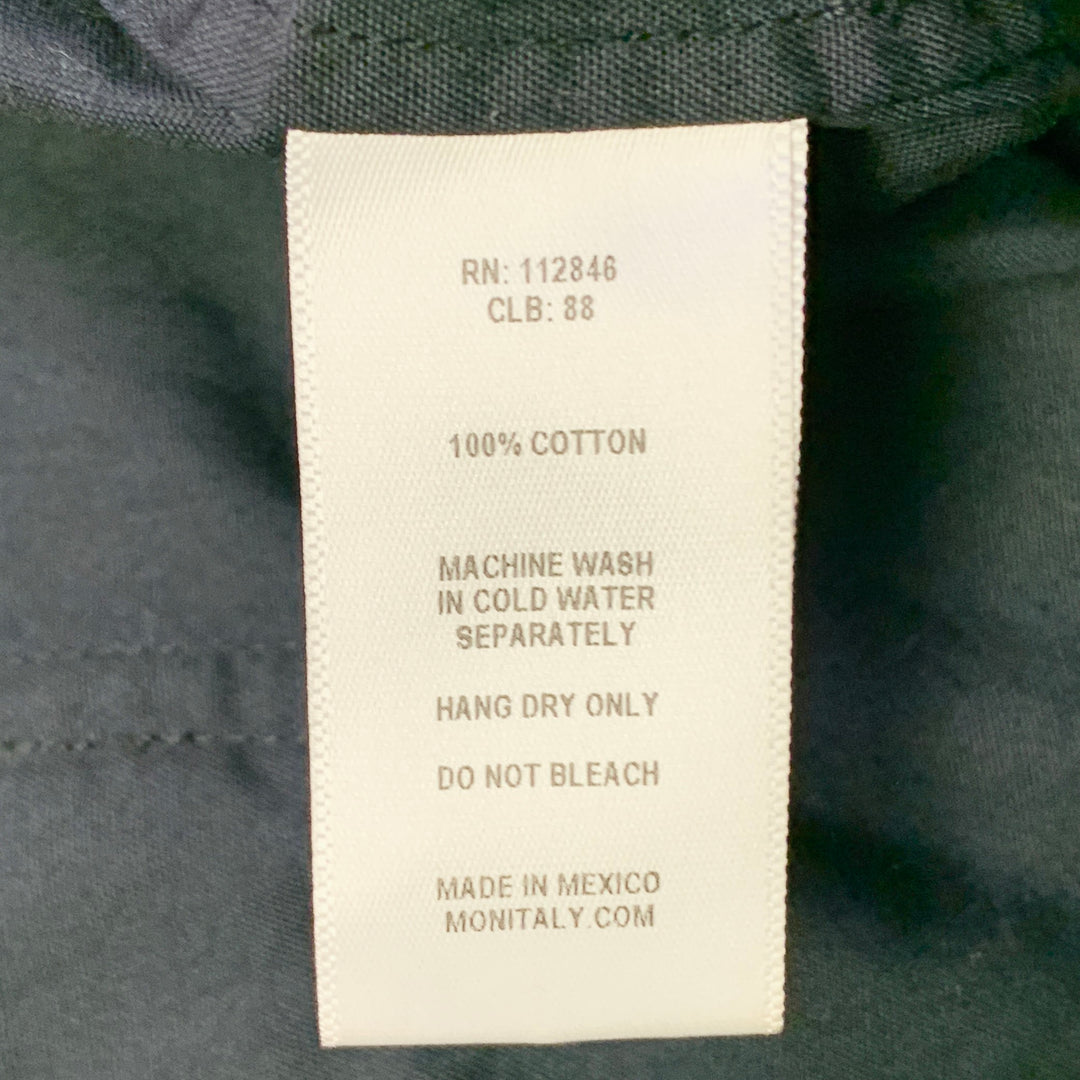 RN: 112846
CLB: 88
100% COTTON
MACHINE WASH
IN COLD WATER
SEPARATELY
HANG DRY ONLY
DO NOT BLEACH
MADE IN MEXICO
MONITALY.COM